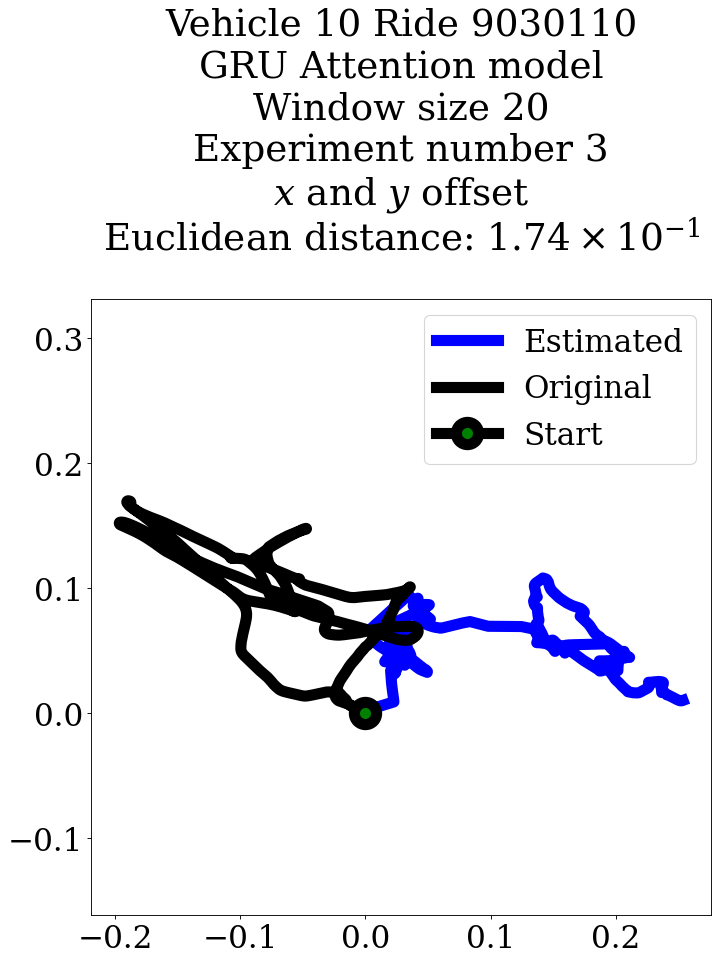 Vehicle 10 Ride 9030110
GRU Attention model
Window size 20
Experiment number 3
x and y offset
Euclidean distance: 1.74 × 10⁻¹
Estimated
Original
Start
0.3
0.2
0.1
0.0
−0.1
−0.2 −0.1 0.0 0.1 0.2